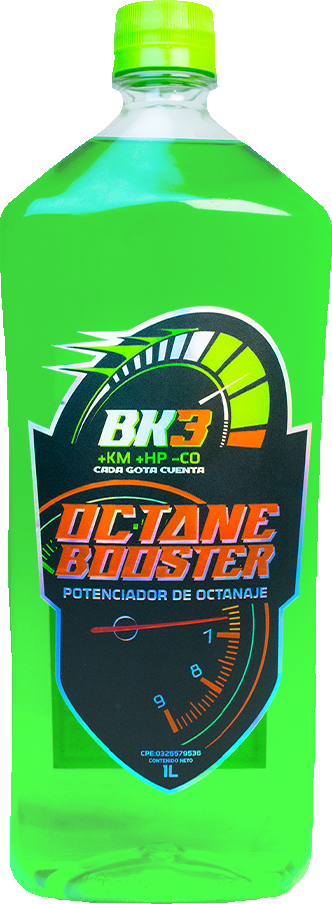 BK3
+KM +HP -CO
CADA GOTA CUENTA
OCTANE
BOOSTER
POTENCIADOR DE OCTANAJE
7
8
9
CPE:0325579536
CONTENIDO NETO
1L